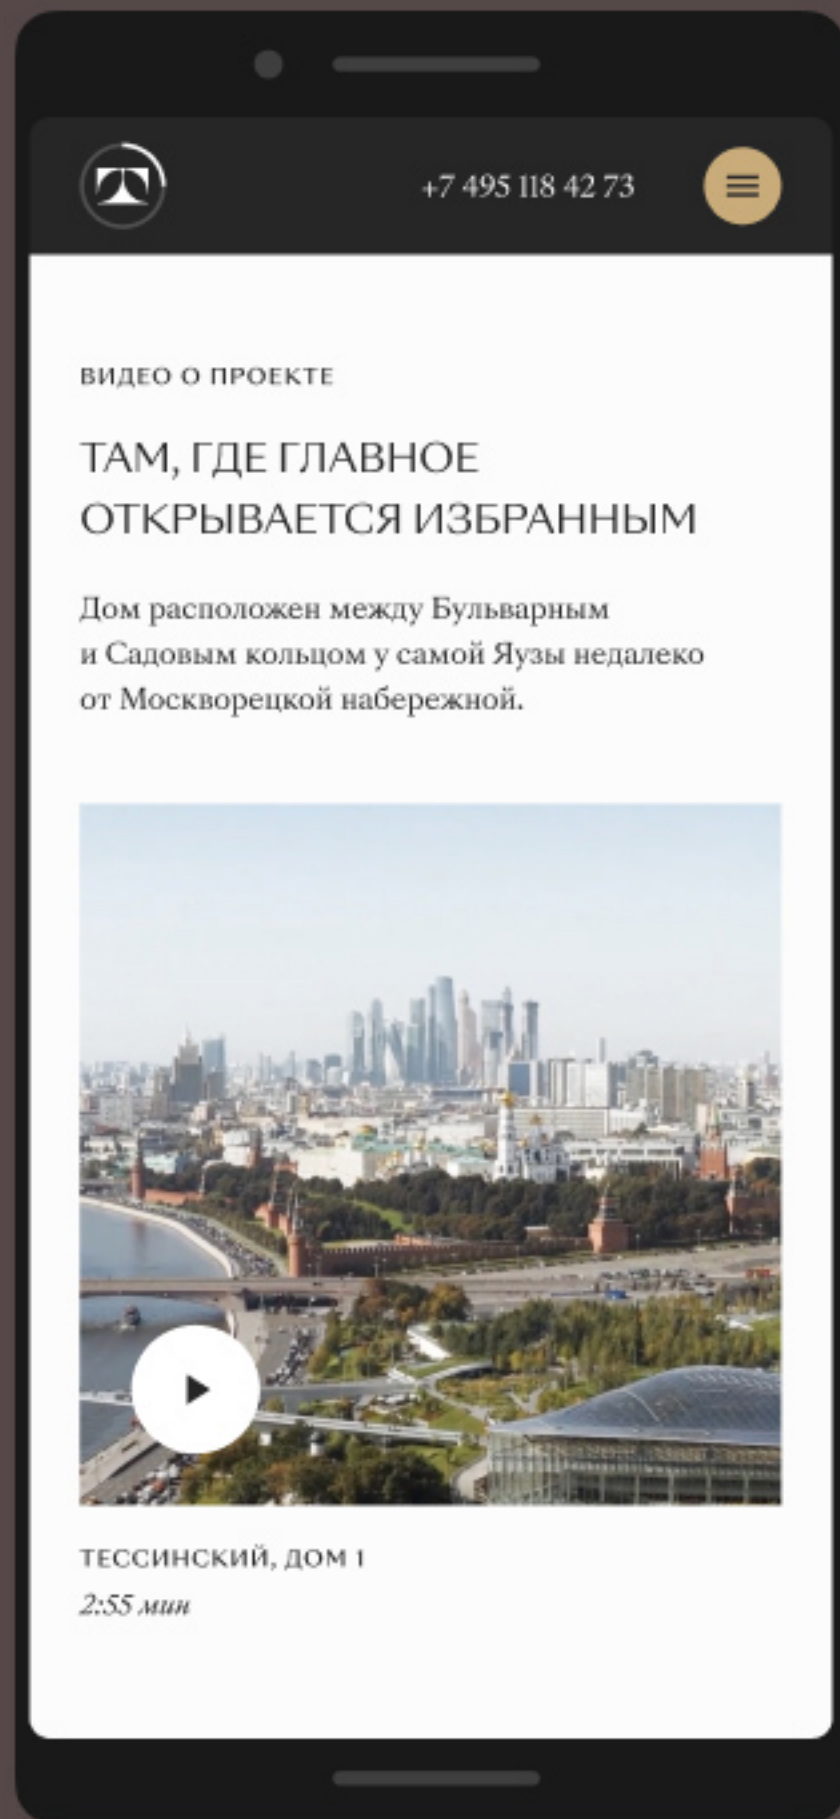 +7 495 118 42 73
ВИДЕО О ПРОЕКТЕ
ТАМ, ГДЕ ГЛАВНОЕ
ОТКРЫВАЕТСЯ ИЗБРАННЫМ
Дом расположен между Бульварным
и Садовым кольцом у самой Яузы недалеко
от Москворецкой набережной.
ТЕССИНСКИЙ, ДОМ 1
2:55 мин